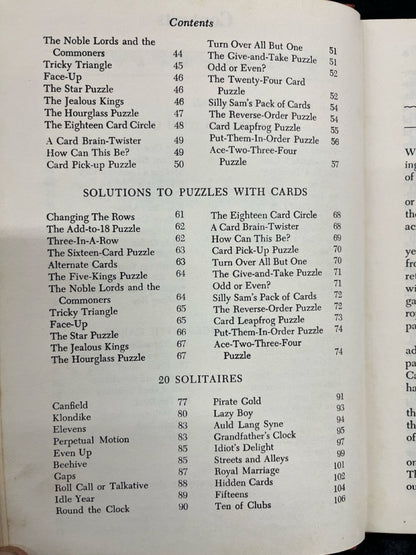 Contents
The Noble Lords and the
Commoners 44
Tricky Triangle 45
Face-Up 46
The Star Puzzle 46
The Jealous Kings 46
The Hourglass Puzzle 47
The Eighteen Card Circle 48
A Card Brain-Twister 49
How Can This Be? 49
Card Pick-up Puzzle 50
Turn Over All But One 51
The Give-and-Take Puzzle 51
Odd or Even? 52
The Twenty-Four Card
Puzzle 52
Silly Sam's Pack of Cards 54
The Reverse-Order Puzzle 54
Card Leapfrog Puzzle 55
Put-Them-In-Order Puzzle 56
Ace-Two-Three-Four
Puzzle 57
SOLUTIONS TO PUZZLES WITH CARDS
Changing The Rows 61
The Add-to-18 Puzzle 62
Three-In-A-Row 62
The Sixteen-Card Puzzle 63
Alternate Cards 63
The Five-Kings Puzzle 64
The Noble Lords and the
Commoners 64
Tricky Triangle 65
Face-Up 65
The Star Puzzle 66
The Jealous Kings 67
The Hourglass Puzzle 67
The Eighteen Card Circle 68
A Card Brain-Twister 68
How Can This Be? 69
Card Pick-Up Puzzle 70
Turn Over All But One 70
The Give-and-Take Puzzle 71
Odd or Even? 71
Silly Sam's Pack of Cards 72
The Reverse-Order Puzzle 72
Card Leapfrog Puzzle 73
Put-Them-In-Order Puzzle 74
Ace-Two-Three-Four
Puzzle 74
20 SOLITAIRES
Canfield 77
Klondike 80
Elevens 83
Perpetual Motion 83
Even Up 85
Beehive 85
Gaps 87
Roll Call or Talkative 88
Idle Year 89
Round the Clock 90
Pirate Gold 91
Lazy Boy 93
Auld Lang Syne 94
Grandfather's Clock 95
Idiot's Delight 97
Streets and Alleys 99
Royal Marriage 101
Hidden Cards 102
Fifteens 104
Ten of Clubs 106